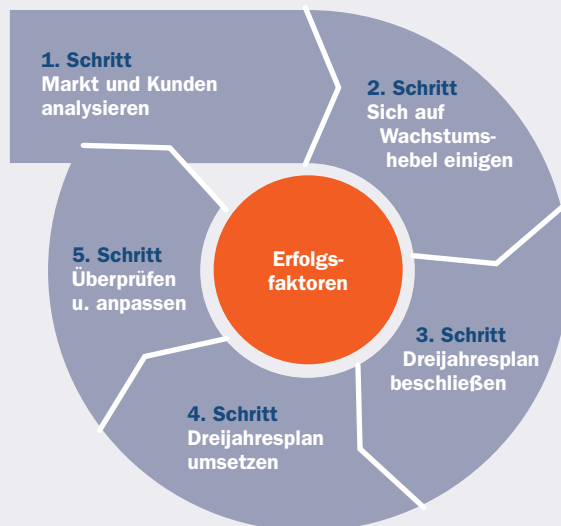 1. Schritt
Markt und Kunden
analysieren
2. Schritt
Sich auf
Wachstums-
hebel einigen
3. Schritt
Dreijahresplan
beschließen
4. Schritt
Dreijahresplan
umsetzen
5. Schritt
Überprüfen
u. anpassen
Erfolgs-
faktoren